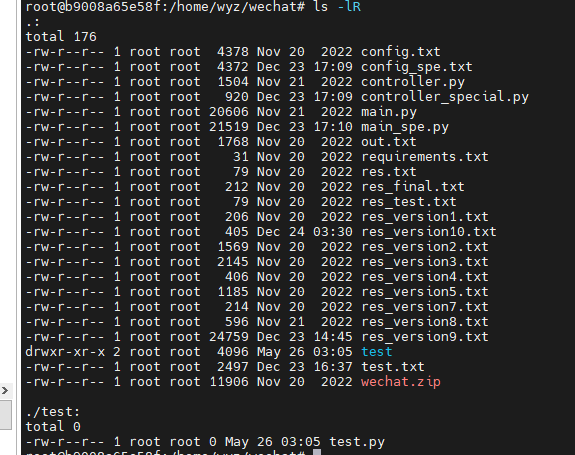 root@b9008a65e58f:/home/wyz/wechat# ls -lR
.:
total 176
-rw-r--r-- 1 root root  4378 Nov 20  2022 config.txt
-rw-r--r-- 1 root root  4372 Dec 23 17:09 config_spe.txt
-rw-r--r-- 1 root root  1504 Nov 21  2022 controller.py
-rw-r--r-- 1 root root   920 Dec 23 17:09 controller_special.py
-rw-r--r-- 1 root root 20606 Nov 21  2022 main.py
-rw-r--r-- 1 root root 21519 Dec 23 17:10 main_spe.py
-rw-r--r-- 1 root root  1768 Nov 20  2022 out.txt
-rw-r--r-- 1 root root    31 Nov 20  2022 requirements.txt
-rw-r--r-- 1 root root    79 Nov 20  2022 res.txt
-rw-r--r-- 1 root root   212 Nov 20  2022 res_final.txt
-rw-r--r-- 1 root root    79 Nov 20  2022 res_test.txt
-rw-r--r-- 1 root root   206 Nov 20  2022 res_version1.txt
-rw-r--r-- 1 root root   405 Dec 24 03:30 res_version10.txt
-rw-r--r-- 1 root root  1569 Nov 20  2022 res_version2.txt
-rw-r--r-- 1 root root  2145 Nov 20  2022 res_version3.txt
-rw-r--r-- 1 root root   406 Nov 20  2022 res_version4.txt
-rw-r--r-- 1 root root  1185 Nov 20  2022 res_version5.txt
-rw-r--r-- 1 root root   214 Nov 20  2022 res_version7.txt
-rw-r--r-- 1 root root   596 Nov 21  2022 res_version8.txt
-rw-r--r-- 1 root root 24759 Dec 23 14:45 res_version9.txt
drwxr-xr-x 2 root root  4096 May 26 03:05 test
-rw-r--r-- 1 root root  2497 Dec 23 16:37 test.txt
-rw-r--r-- 1 root root 11906 Nov 20  2022 wechat.zip
./test:
total 0
-rw-r--r-- 1 root root 0 May 26 03:05 test.py
root@b9008a65e58f:/home/wyz/wechat#